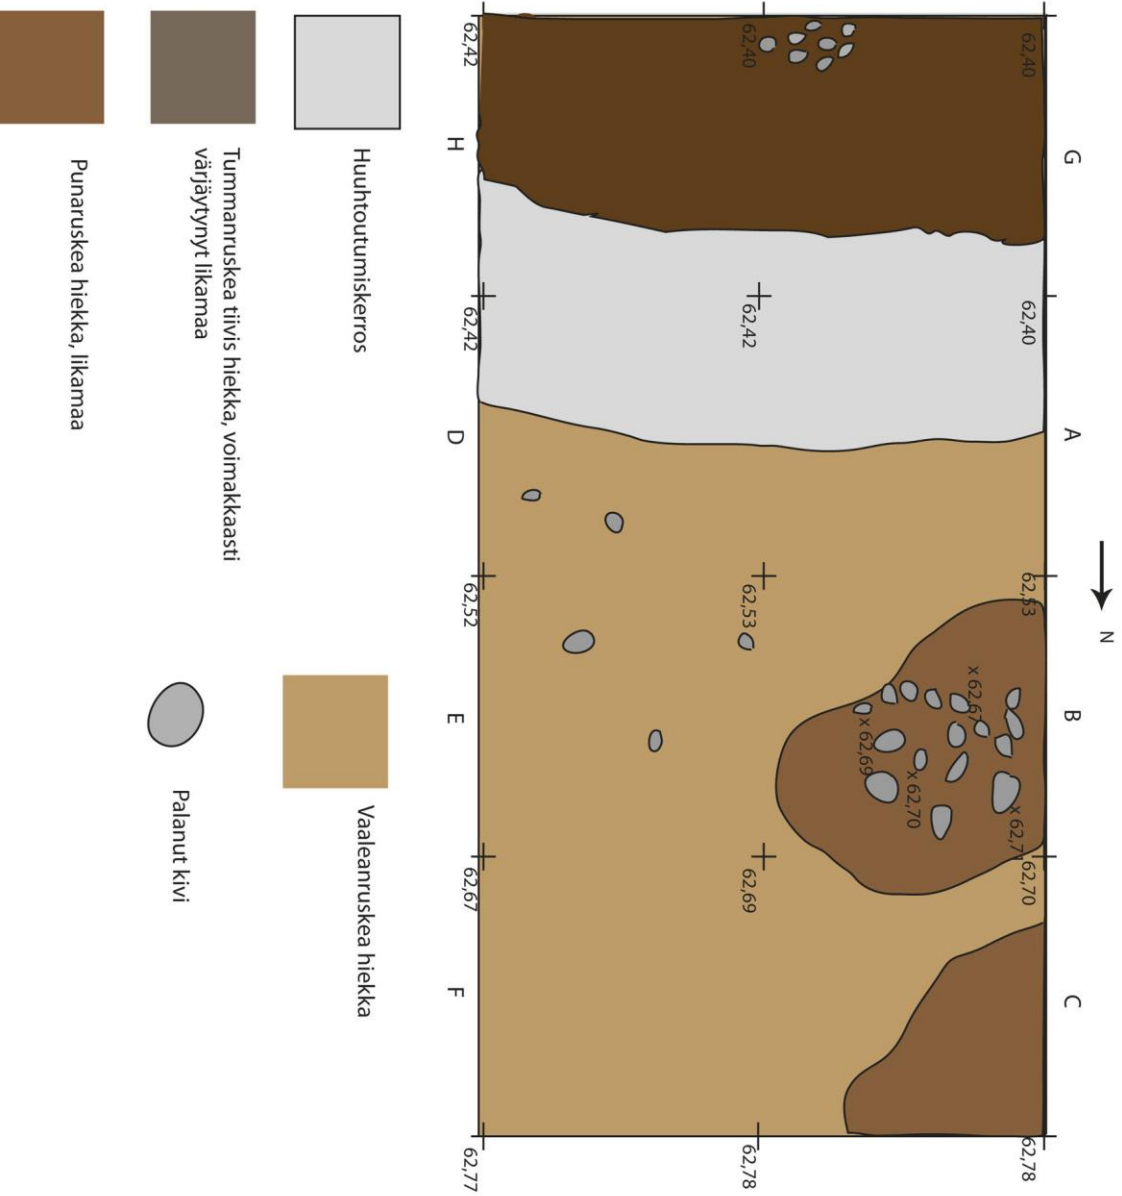 N
G A B C
62,40 62,40 62,53 62,70 62,78
x 62,67
x 62,70
x 62,69
62,40 62,42 62,53 62,69 62,78
62,42 62,42 62,52 62,67 62,77
H D E F
Huuhtoutumiskerros
Tummanruskea tiivis hiekka, voimakkaasti
värjäytynyt likamaa
Punaruskea hiekka, likamaa
Vaaleanruskea hiekka
Palanut kivi